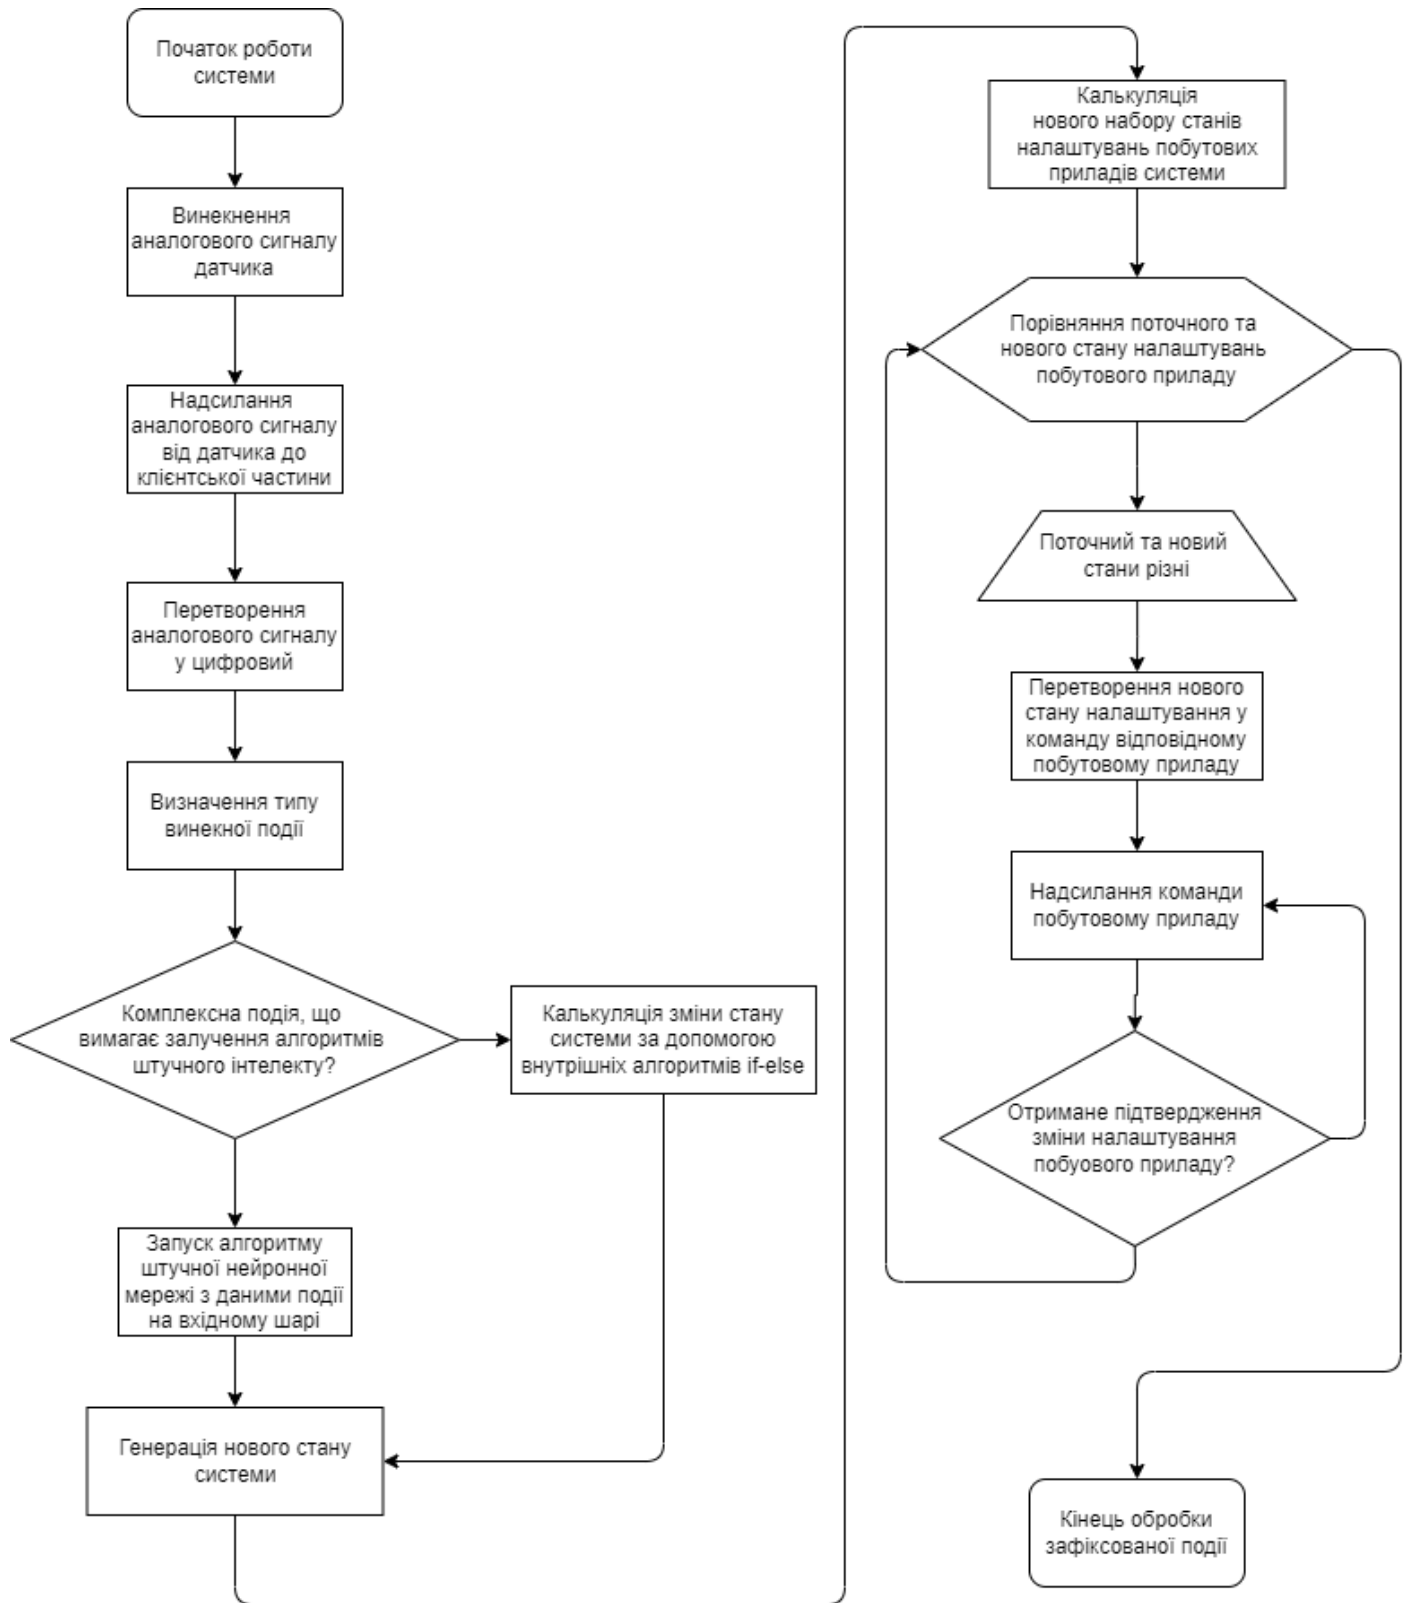 Початок роботи
системи
Винекнення
аналогового сигналу
датчика
Надсилання
аналогового сигналу
від датчика до
клієнтської частини
Перетворення
аналогового сигналу
у цифровий
Визначення типу
винекної події
Комплексна подія, що
вимагає залучення алгоритмів
штучного інтелекту?
Калькуляція зміни стану
системи за допомогою
внутрішніх алгоритмів if-else
Запуск алгоритму
штучної нейронної
мережі з даними події
на вхідному шарі
Генерація нового стану
системи
Калькуляція
нового набору станів
налаштувань побутових
приладів системи
Порівняння поточного та
нового стану налаштувань
побутового приладу
Поточний та новий
стани різні
Перетворення нового
стану налаштування у
команду відповідному
побутовому приладу
Надсилання команди
побутовому приладу
Отримане підтвердження
зміни налаштування
побуового приладу?
Кінець обробки
зафіксованої події